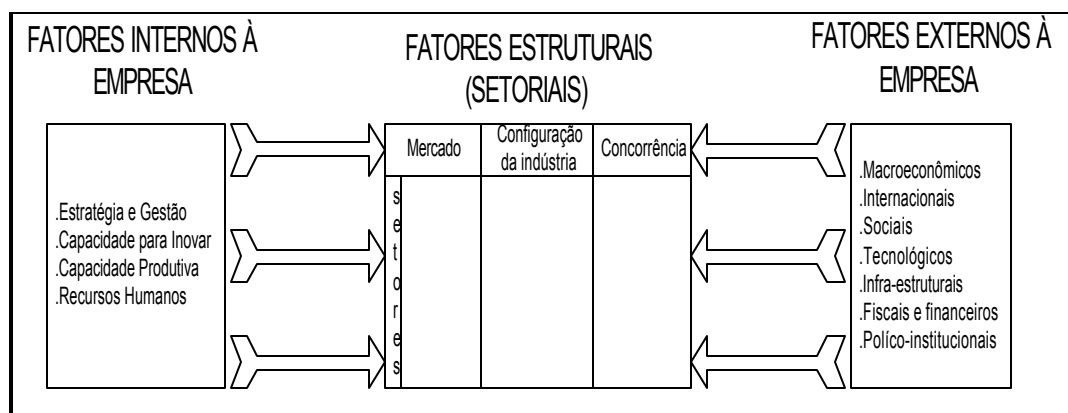 FATORES INTERNOS À
EMPRESA
.Estratégia e Gestão
.Capacidade para Inovar
.Capacidade Produtiva
.Recursos Humanos
FATORES ESTRUTURAIS
(SETORIAIS)
Mercado
Configuração
da indústria
Concorrência
setores
FATORES EXTERNOS À
EMPRESA
.Macroeconômicos
.Internacionais
.Sociais
.Tecnológicos
.Infra-estruturais
.Fiscais e financeiros
.Políco-institucionais